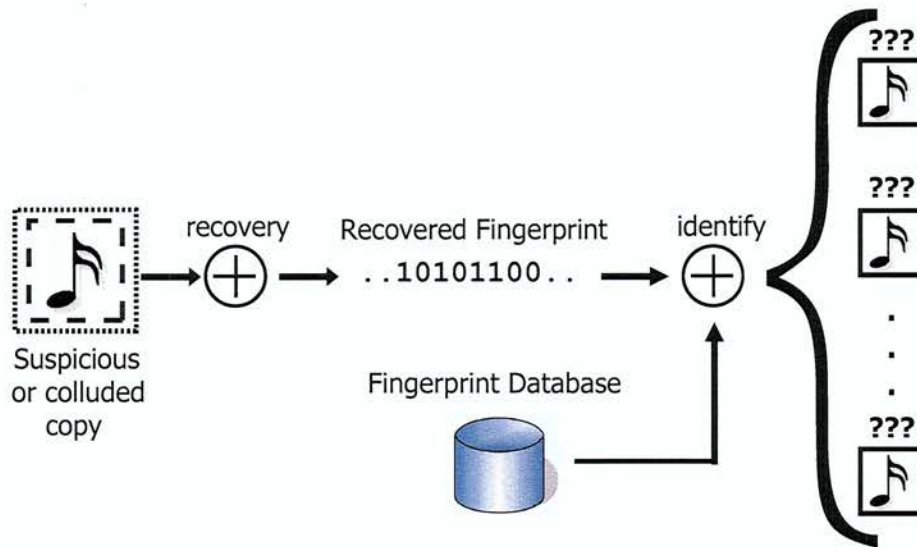 ???
???
recovery
Recovered Fingerprint
identify
..10101100..
Suspicious
or colluded
copy
Fingerprint Database
.
.
.
???